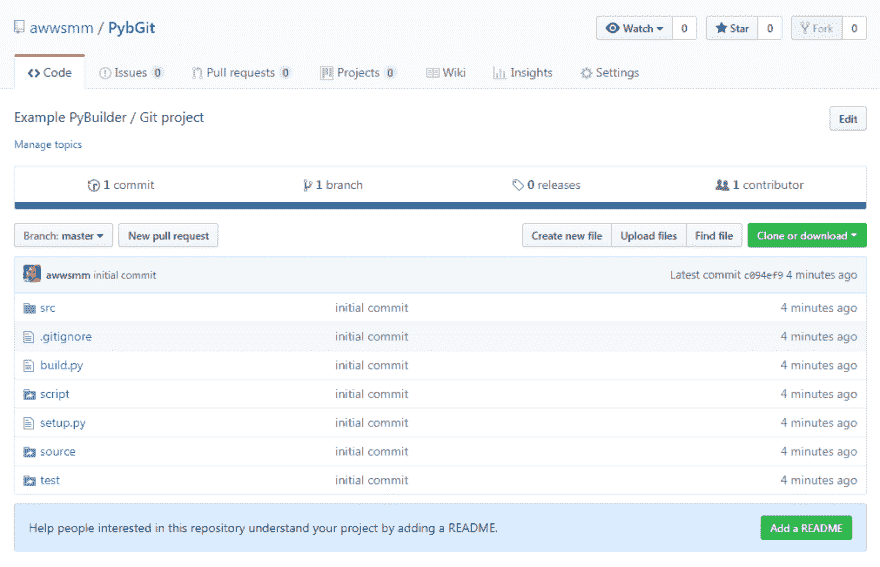 awwsmm / PybGit
Watch 0 Star 0 Fork 0
Code Issues 0 Pull requests 0 Projects 0 Wiki Insights Settings
Example PyBuilder / Git project Edit
Manage topics
1 commit 1 branch 0 releases 1 contributor
Branch: master New pull request Create new file Upload files Find file Clone or download
awwsmm initial commit Latest commit c094ef9 4 minutes ago
src initial commit 4 minutes ago
.gitignore initial commit 4 minutes ago
build.py initial commit 4 minutes ago
script initial commit 4 minutes ago
setup.py initial commit 4 minutes ago
source initial commit 4 minutes ago
test initial commit 4 minutes ago
Help people interested in this repository understand your project by adding a README. Add a README